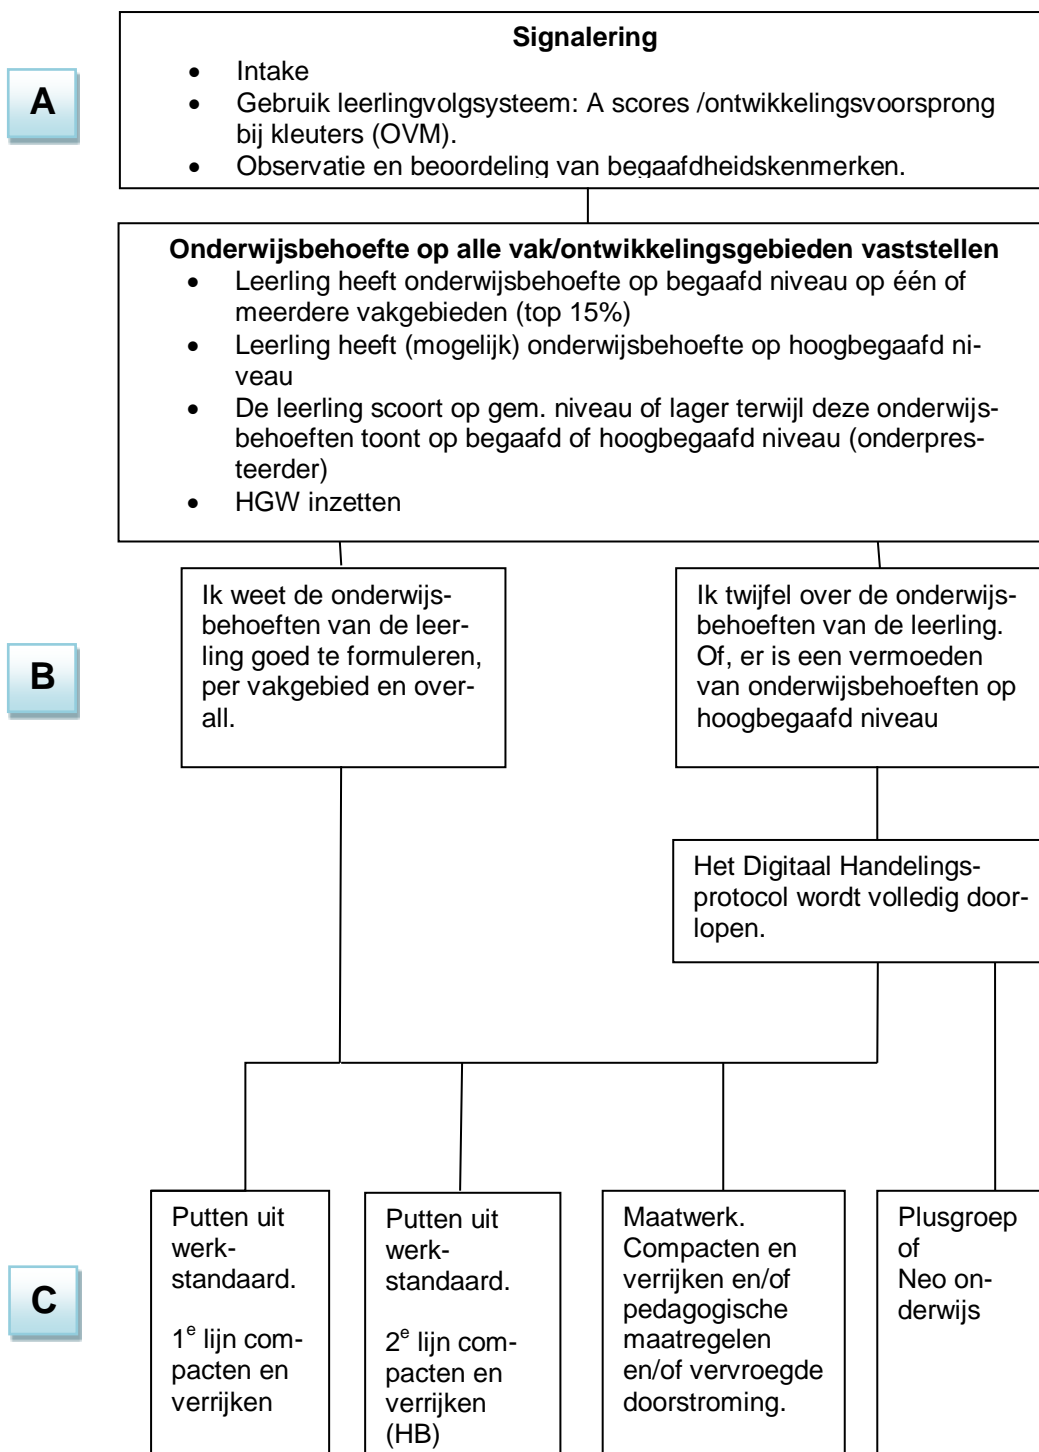 Signalering
A
• Intake
• Gebruik leerlingvolgsysteem: A scores /ontwikkelingsvoorsprong
bij kleuters (OVM).
• Observatie en beoordeling van begaafdheidskenmerken.
Onderwijsbehoefte op alle vak/ontwikkelingsgebieden vaststellen
• Leerling heeft onderwijsbehoefte op begaafd niveau op één of
meerdere vakgebieden (top 15%)
• Leerling heeft (mogelijk) onderwijsbehoefte op hoogbegaafd ni-
veau
• De leerling scoort op gem. niveau of lager terwijl deze onderwijs-
behoeften toont op begaafd of hoogbegaafd niveau (onderpres-
teerder)
• HGW inzetten
B
Ik weet de onderwijs-
behoeften van de leer-
ling goed te formuleren,
per vakgebied en over-
all.
Ik twijfel over de onderwijs-
behoeften van de leerling.
Of, er is een vermoeden
van onderwijsbehoeften op
hoogbegaafd niveau
Het Digitaal Handelings-
protocol wordt volledig door-
lopen.
C
Putten uit
werk-
standaard.
1e lijn com-
pacten en
verrijken
Putten uit
werk-
standaard.
2e lijn com-
pacten en
verrijken
(HB)
Maatwerk.
Compacten en
verrijken en/of
pedagogische
maatregelen
en/of vervroegde
doorstroming.
Plusgroep
of
Neo on-
derwijs